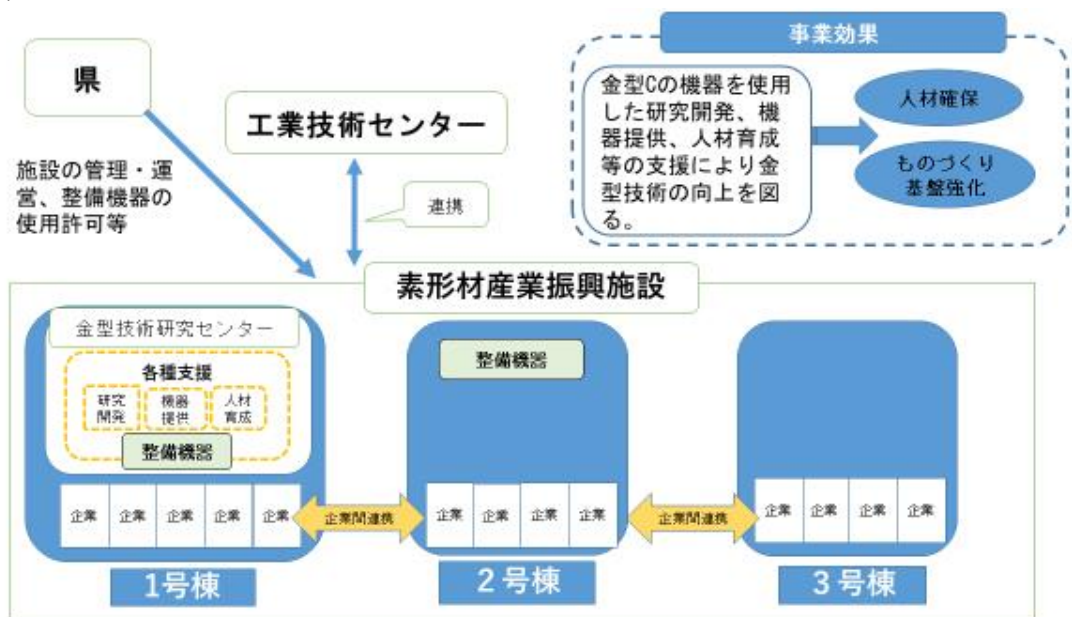 県
施設の管理・運
営、整備機器の
使用許可等
工業技術センター
連携
事業効果
金型Cの機器を使用
した研究開発、機
器提供、人材育成
等の支援により金
型技術の向上を図
る。
人材確保
ものづくり
基盤強化
素形材産業振興施設
金型技術研究センター
各種支援
研究
開発
機器
提供
人材
育成
整備機器
企業 企業 企業 企業 企業
企業間連携
1号棟
整備機器
企業 企業 企業 企業
企業間連携
２号棟
企業 企業 企業 企業
３号棟